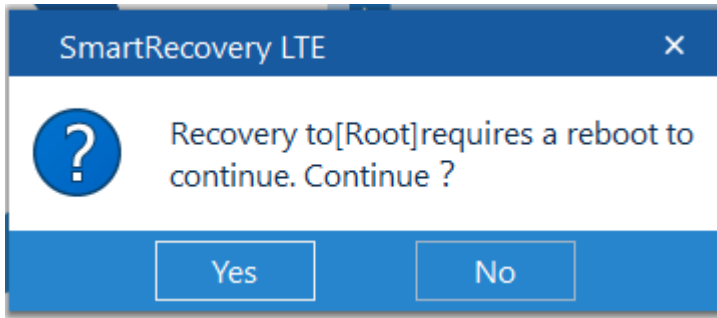 SmartRecovery LTE
Recovery to[Root]requires a reboot to
continue. Continue？
Yes
No